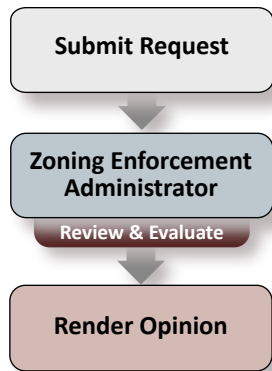 Submit Request
Zoning Enforcement
Administrator
Review & Evaluate
Render Opinion